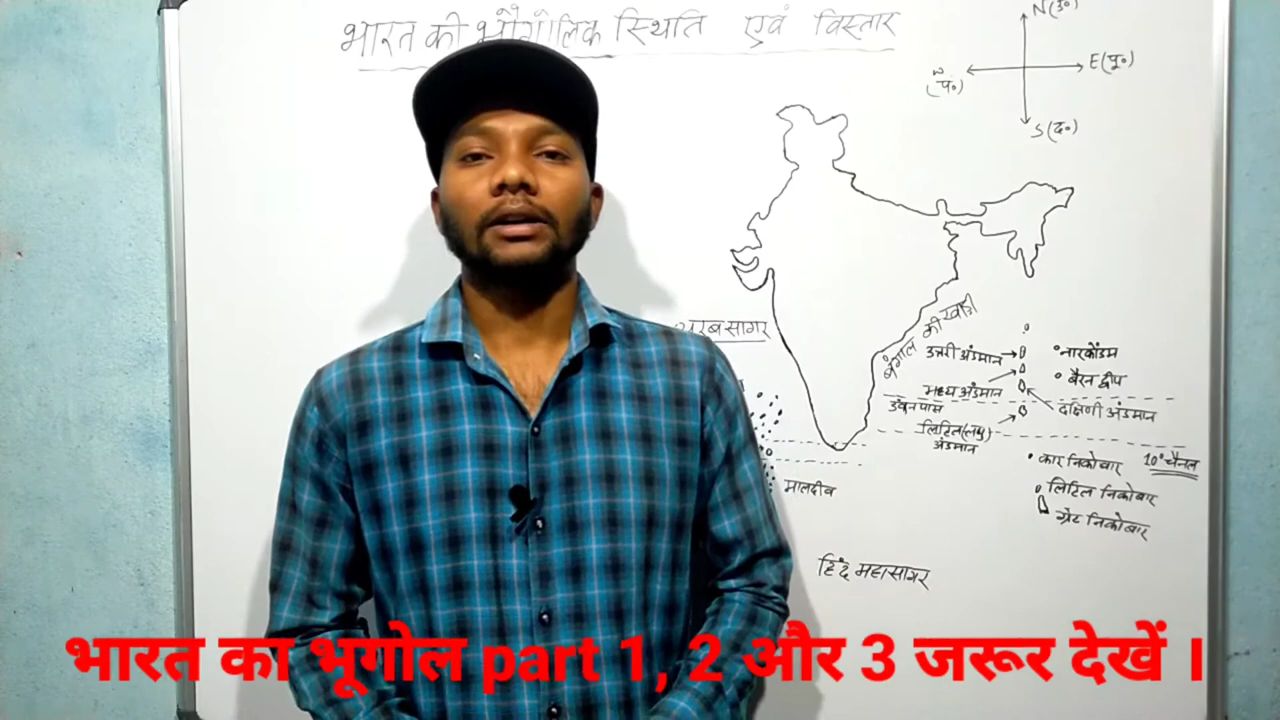 भारत की भौगोलिक स्थिति एवं विस्तार
N(उ०)
W
(प०)
E(पू०)
S(द०)
अरब सागर
बंगाल की खाड़ी
उत्तरी अंडमान
नारकोंडम
बैरन द्वीप
मध्य अंडमान
डंकन पास
दक्षिणी अंडमान
लिटिल(लघु)
अंडमान
कार निकोबार
10° चैनल
मालदीव
लिटिल निकोबार
ग्रेट निकोबार
हिंद महासागर
भारत का भूगोल part 1, 2 और 3 जरूर देखें ।